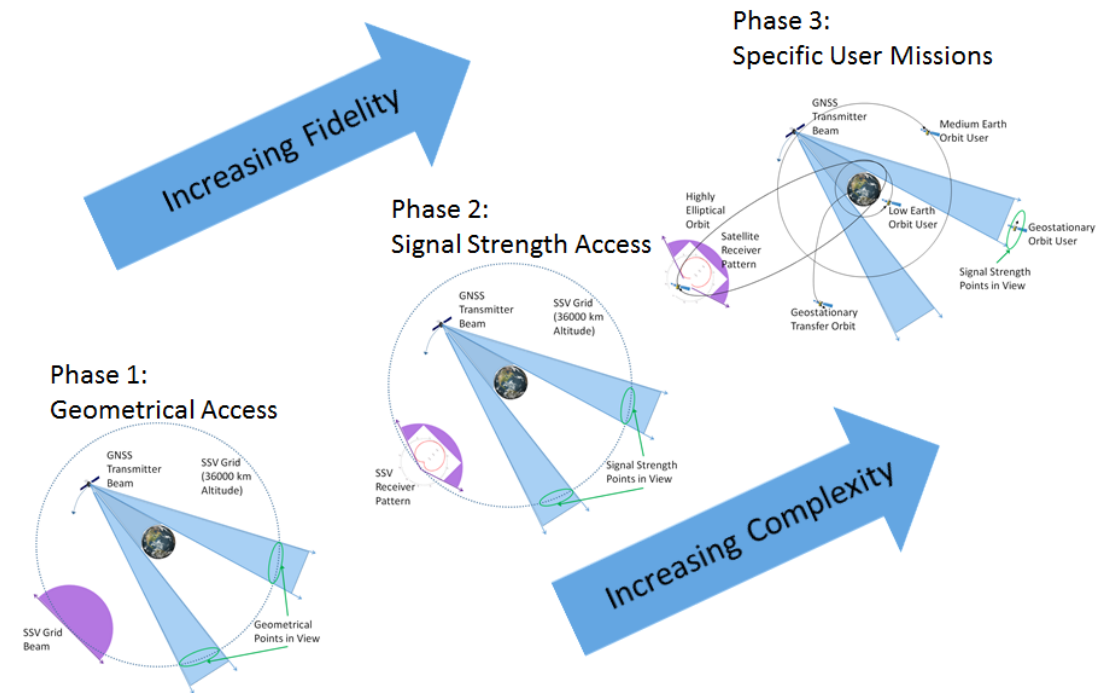 Phase 3:
Specific User Missions
Increasing Fidelity
GNSS
Transmitter
Beam
Medium Earth
Orbit User
Highly
Elliptical
Orbit
Low Earth
Orbit User
Satellite
Receiver
Pattern
Geostationary
Orbit User
Signal Strength
Points in View
Geostationary
Transfer Orbit
Phase 2:
Signal Strength Access
GNSS
Transmitter
Beam
SSV Grid
(36000 km
Altitude)
SSV
Receiver
Pattern
Signal Strength
Points in View
Phase 1:
Geometrical Access
GNSS
Transmitter
Beam
SSV Grid
(36000 km
Altitude)
SSV Grid
Beam
Geometrical
Points in View
Increasing Complexity